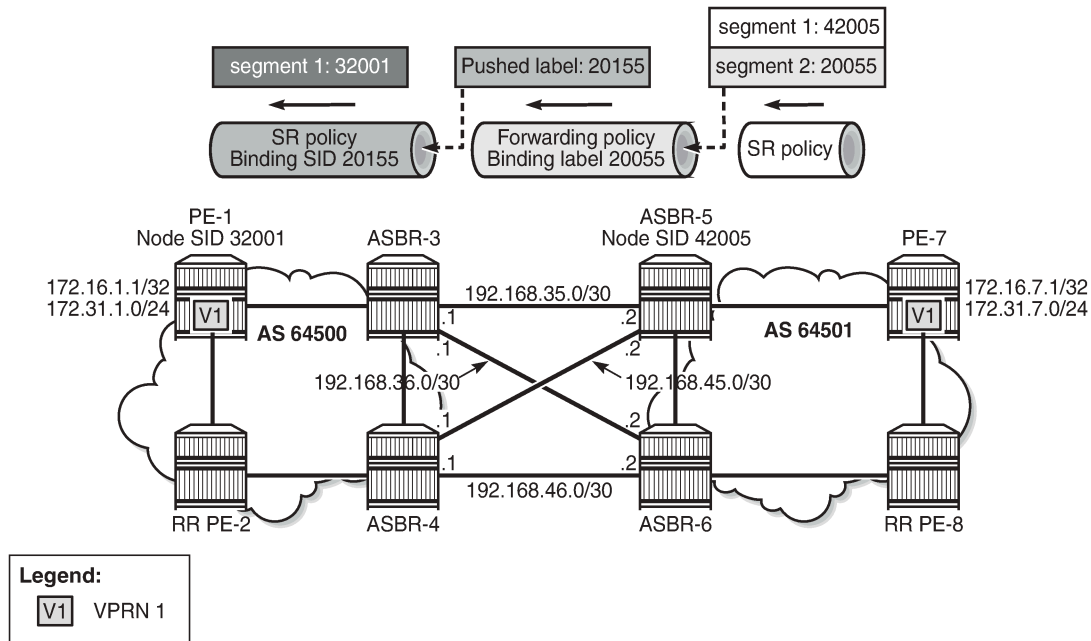 segment 1: 32001
Pushed label: 20155
segment 1: 42005
segment 2: 20055
SR policy
Binding SID 20155
Forwarding policy
Binding label 20055
SR policy
PE-1
Node SID 32001
ASBR-3
ASBR-5
Node SID 42005
PE-7
172.16.1.1/32
172.31.1.0/24
V1
AS 64500
192.168.35.0/30
.1
.2
AS 64501
V1
172.16.7.1/32
172.31.7.0/24
.1
.2
192.168.36.0/30
192.168.45.0/30
.1
.2
.1
.2
192.168.46.0/30
RR PE-2
ASBR-4
ASBR-6
RR PE-8
Legend:
V1 VPRN 1